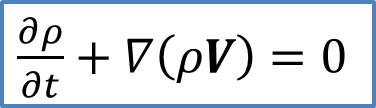 ∂ρ/∂t + ∇(ρV) = 0